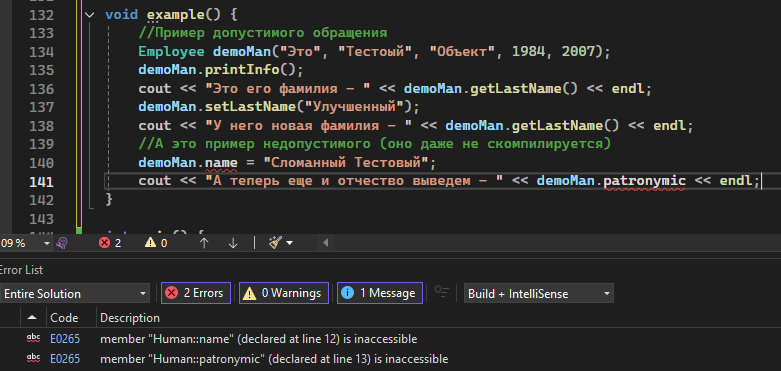 132 void example() {
133 //Пример допустимого обращения
134 Employee demoMan("Это", "Тестоый", "Объект", 1984, 2007);
135 demoMan.printInfo();
136 cout << "Это его фамилия - " << demoMan.getLastName() << endl;
137 demoMan.setLastName("Улучшенный");
138 cout << "У него новая фамилия - " << demoMan.getLastName() << endl;
139 //А это пример недопустимого (оно даже не скомпилируется)
140 demoMan.name = "Сломанный Тестовый";
141 cout << "А теперь еще и отчество выведем - " << demoMan.patronymic << endl;
142 }
143
09 % 2 0
Error List
Entire Solution 2 Errors 0 Warnings 1 Message Build + IntelliSense
Code Description
abc E0265 member "Human::name" (declared at line 12) is inaccessible
abc E0265 member "Human::patronymic" (declared at line 13) is inaccessible